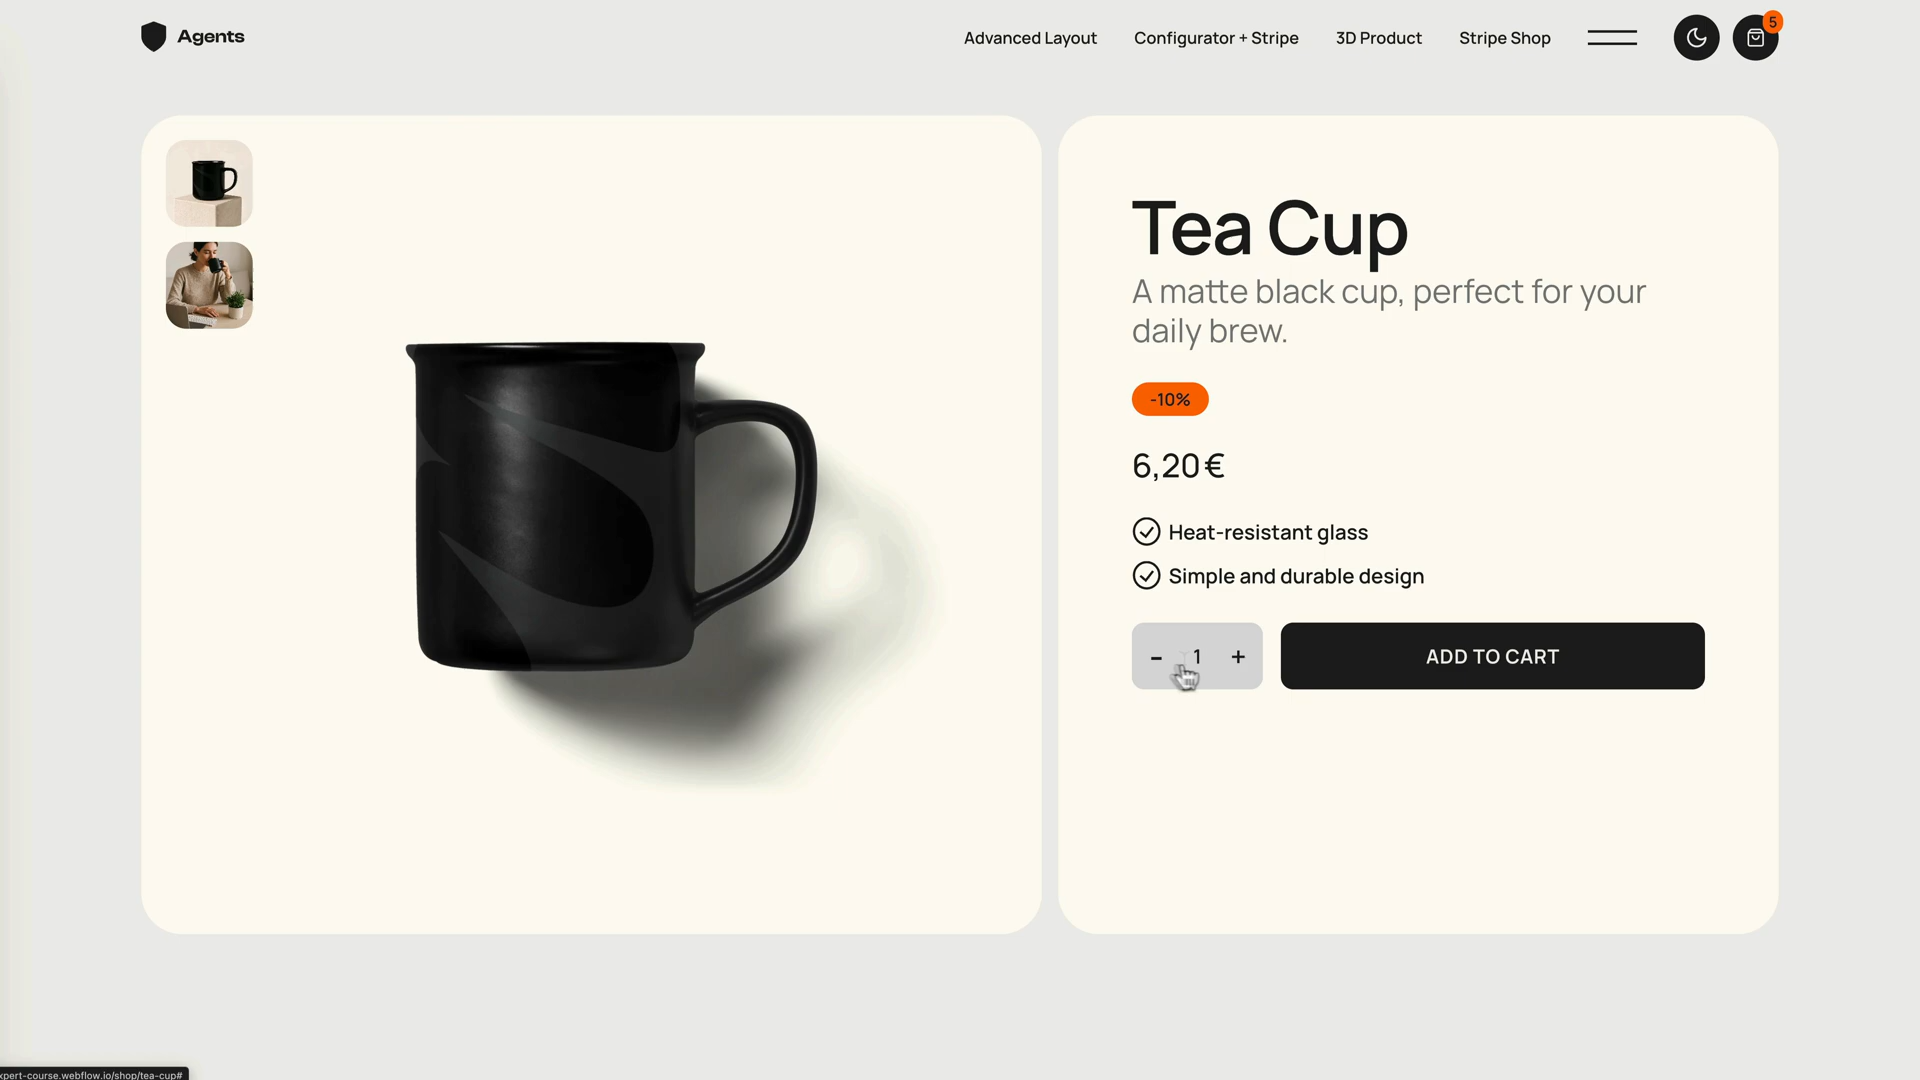 Agents
Advanced Layout
Configurator + Stripe
3D Product
Stripe Shop
5
Tea Cup
A matte black cup, perfect for your
daily brew.
-10%
6,20 €
Heat-resistant glass
Simple and durable design
- 1 +
ADD TO CART
xpert-course.webflow.io/shop/tea-cup#